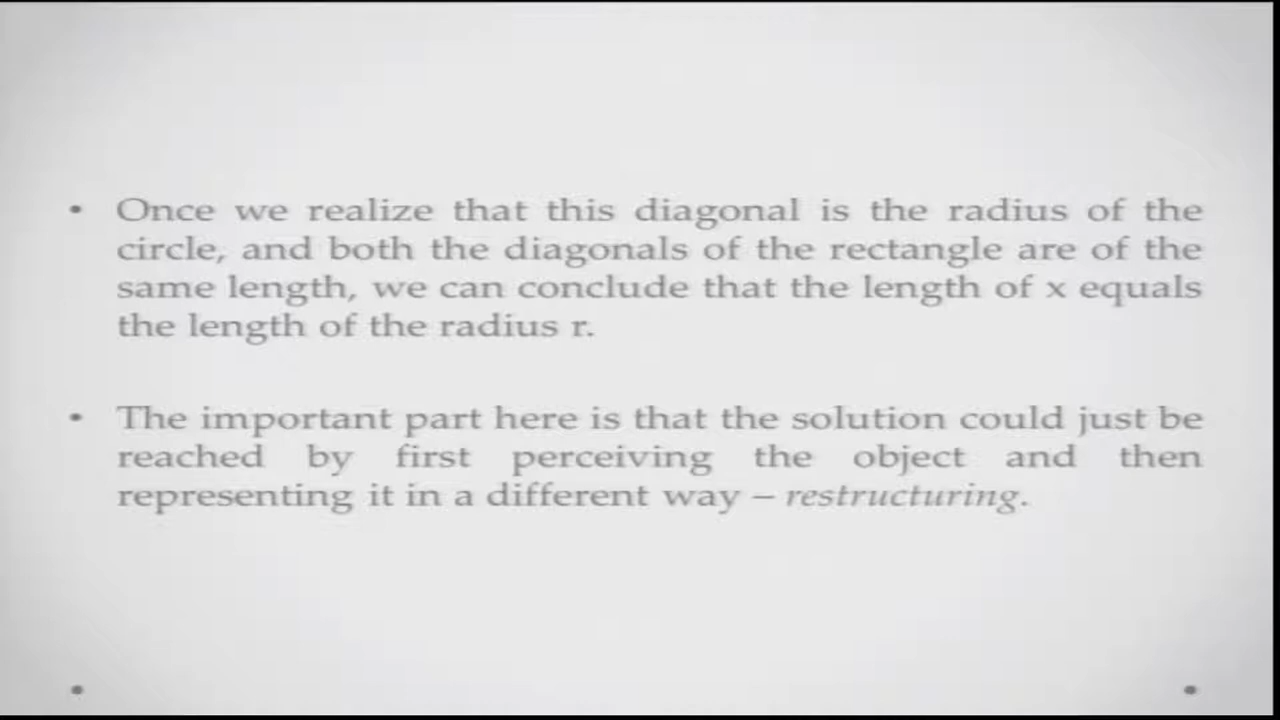 • Once we realize that this diagonal is the radius of the
circle, and both the diagonals of the rectangle are of the
same length, we can conclude that the length of x equals
the length of the radius r.
• The important part here is that the solution could just be
reached by first perceiving the object and then
representing it in a different way – restructuring.